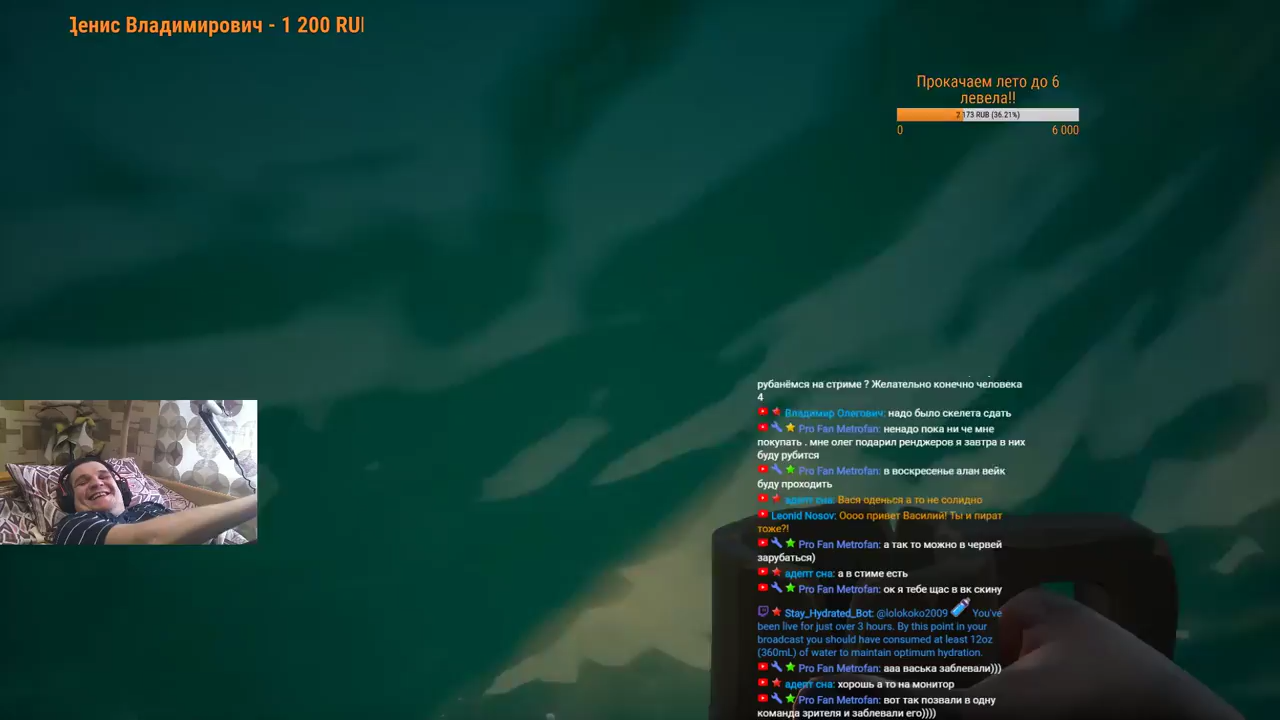 Денис Владимирович - 1 200 RU
Прокачаем лето до 6
левела!!
2 173 RUB (36.21%)
0 6 000
рубанёмся на стриме ? Желательно конечно человека
4
Владимир Олегович: надо было скелета сдать
Pro Fan Metrofan: ненадо пока ни че мне
покупать . мне олег подарил ренджеров я завтра в них
буду рубится
Pro Fan Metrofan: в воскресенье алан вейк
буду проходить
адепт сна: Вася оденься а то не солидно
Leonid Nosov: Оооо привет Василий! Ты и пират
тоже?!
Pro Fan Metrofan: а так то можно в червей
зарубаться)
адепт сна: а в стиме есть
Pro Fan Metrofan: ок я тебе щас в вк скину
Stay_Hydrated_Bot: @lolokoko2009 You've
been live for just over 3 hours. By this point in your
broadcast you should have consumed at least 12oz
(360mL) of water to maintain optimum hydration.
Pro Fan Metrofan: ааа васька заблевали)))
адепт сна: хорошь а то на монитор
Pro Fan Metrofan: вот так позвали в одну
команда зрителя и заблевали его))))